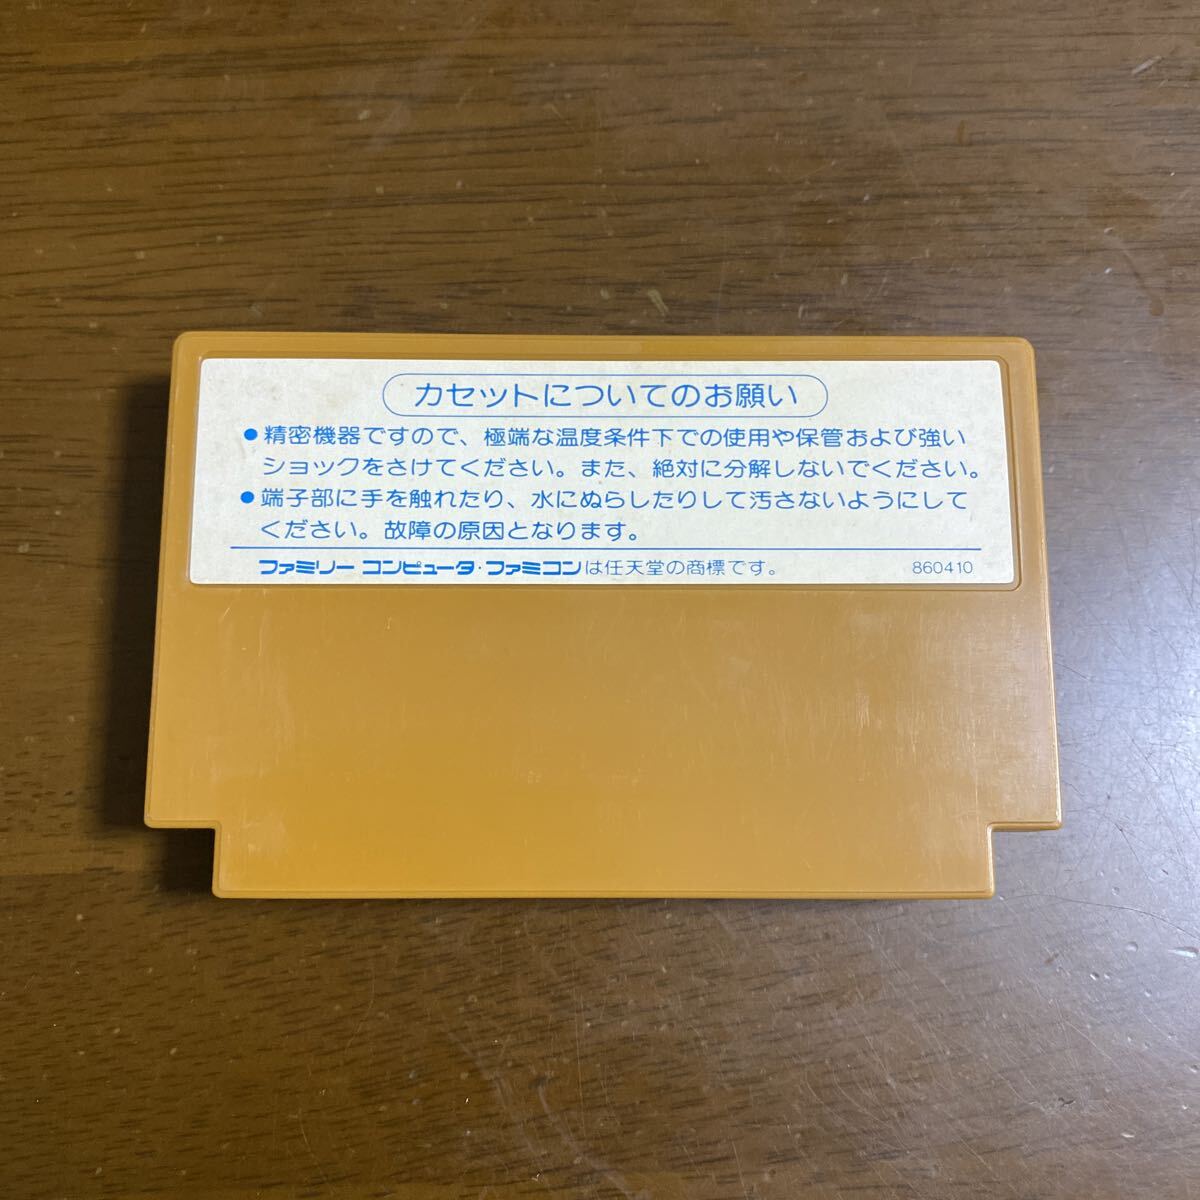 カセットについてのお願い
●精密機器ですので、極端な温度条件下での使用や保管および強い
ショックをさけてください。また、絶対に分解しないでください。
●端子部に手を触れたり、水にぬらしたりして汚さないようにして
ください。故障の原因となります。
ファミリー コンピュータ・ファミコンは任天堂の商標です。 860410